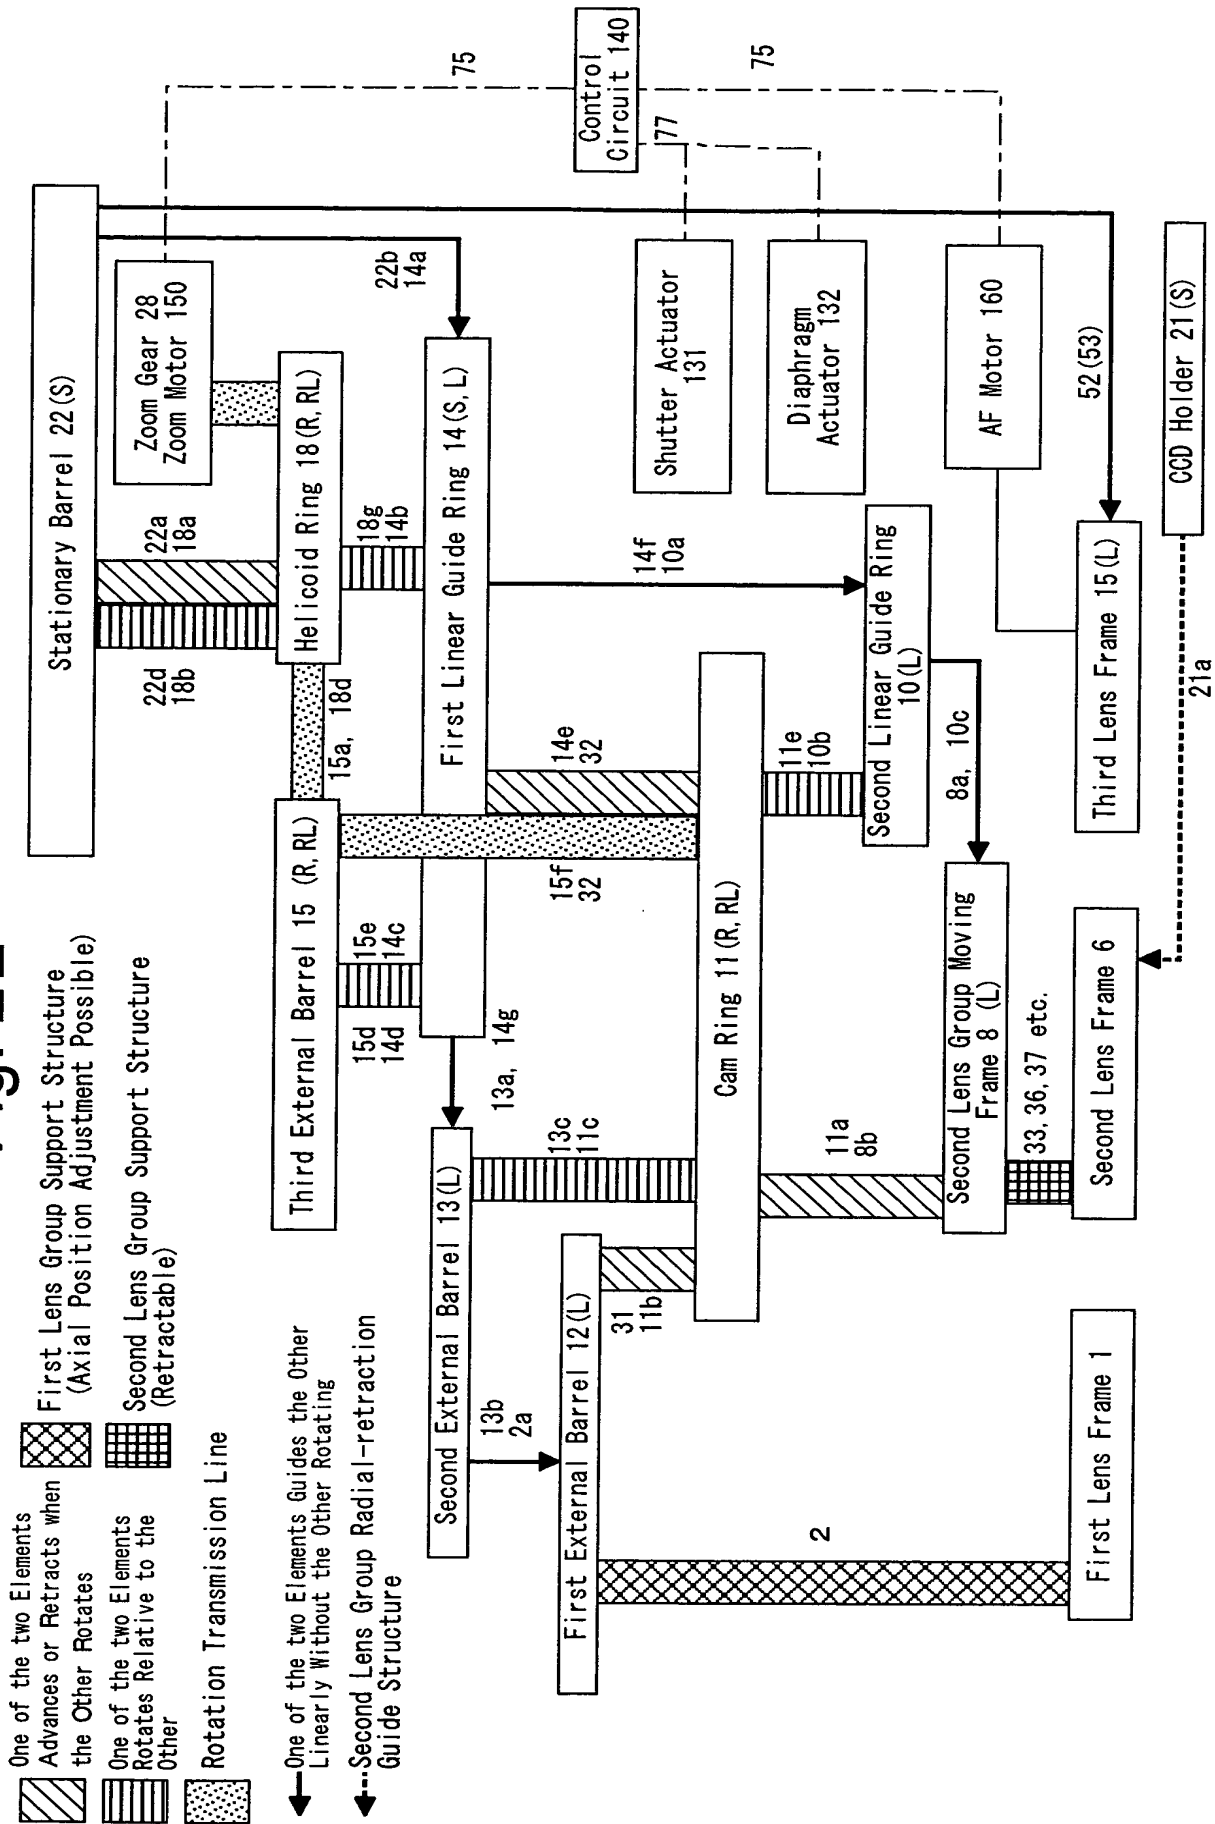 One of the two Elements
Advances or Retracts when
the Other Rotates
One of the two Elements
Rotates Relative to the
Other
Rotation Transmission Line
First Lens Group Support Structure
(Axial Position Adjustment Possible)
Second Lens Group Support Structure
(Retractable)
One of the two Elements Guides the Other
Linearly Without the Other Rotating
Second Lens Group Radial-retraction
Guide Structure
Stationary Barrel 22(S)
22a
18a
22d
18b
Zoom Gear 28
Zoom Motor 150
75
Helicoid Ring 18(R, RL)
22b
14a
15a, 18d
18g
14b
Third External Barrel 15 (R, RL)
15e
14c
15d
14d
First Linear Guide Ring 14(S, L)
13a, 14g
14e
32
15f
32
14f
10a
Control
Circuit 140
77
75
Shutter Actuator
131
Diaphragm
Actuator 132
Second External Barrel 13(L)
13b
2a
13c
11c
First External Barrel 12(L)
31
11b
Cam Ring 11(R, RL)
11e
10b
11a
8b
Second Linear Guide Ring
10(L)
8a, 10c
AF Motor 160
52(53)
Second Lens Group Moving
Frame 8 (L)
33, 36, 37 etc.
2
First Lens Frame 1
Second Lens Frame 6
Third Lens Frame 15(L)
CCD Holder 21(S)
21a